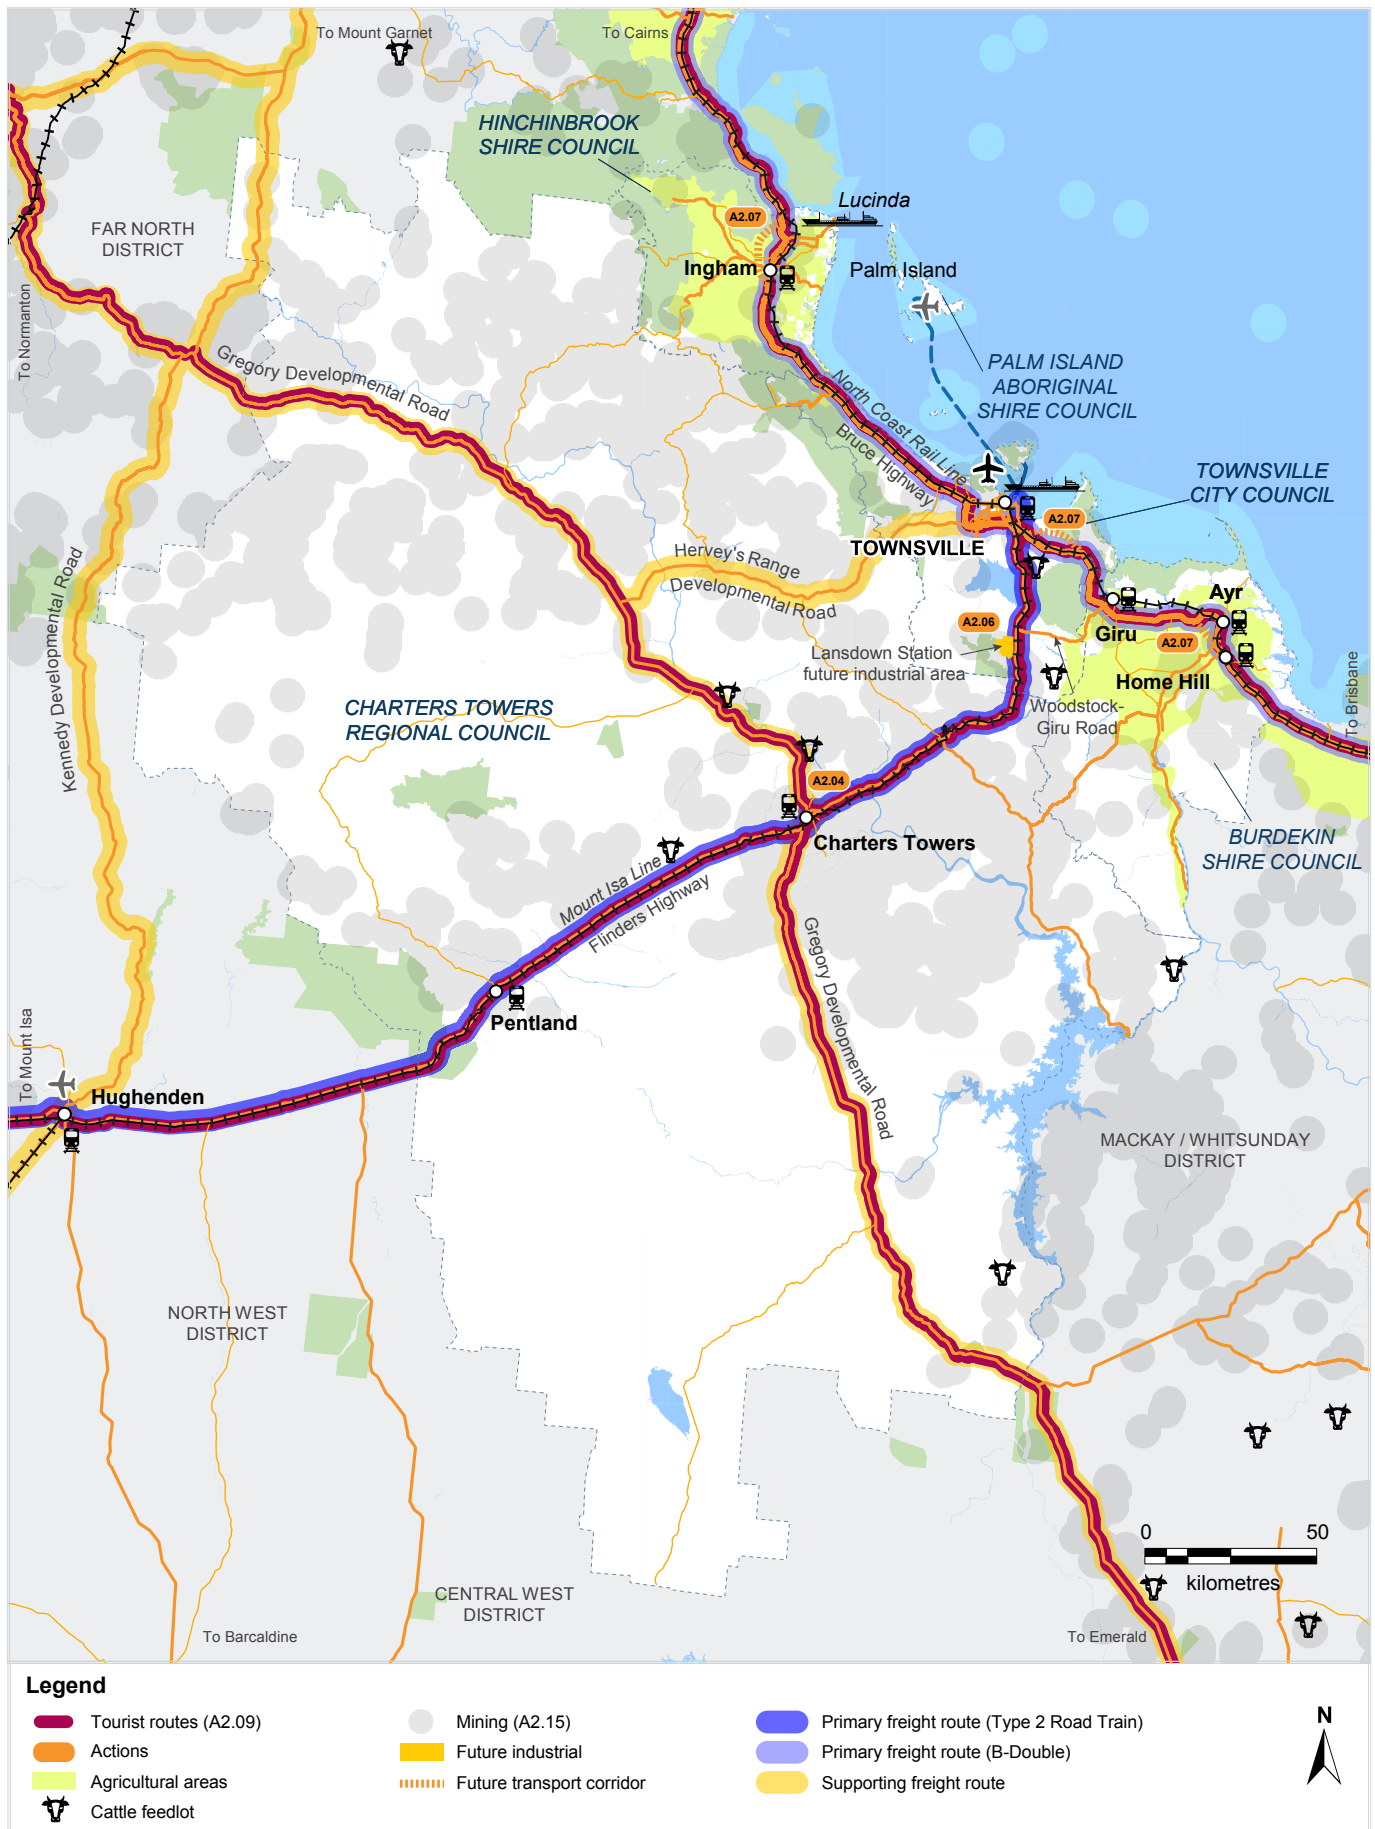 To Mount Garnet
To Cairns
HINCHINBROOK
SHIRE COUNCIL
Lucinda
A2.07
FAR NORTH
DISTRICT
Ingham
Palm Island
To Normanton
Gregory Developmental Road
North Coast Rail Line
Bruce Highway
PALM ISLAND
ABORIGINAL
SHIRE COUNCIL
TOWNSVILLE
CITY COUNCIL
A2.07
TOWNSVILLE
Hervey's Range
Developmental Road
Kennedy Developmental Road
Ayr
A2.06
Giru
A2.07
Lansdown Station
future industrial area
Home Hill
To Brisbane
Woodstock-
Giru Road
CHARTERS TOWERS
REGIONAL COUNCIL
A2.04
Charters Towers
BURDEKIN
SHIRE COUNCIL
Mount Isa Line
Flinders Highway
Gregory Developmental Road
Pentland
To Mount Isa
Hughenden
MACKAY / WHITSUNDAY
DISTRICT
NORTH WEST
DISTRICT
0 50
kilometres
CENTRAL WEST
DISTRICT
To Barcaldine
To Emerald
Legend
Tourist routes (A2.09)
Actions
Agricultural areas
Cattle feedlot
Mining (A2.15)
Future industrial
Future transport corridor
Primary freight route (Type 2 Road Train)
Primary freight route (B-Double)
Supporting freight route
N